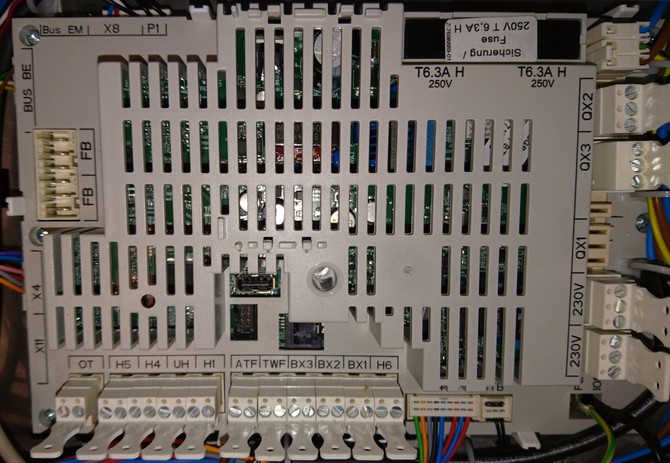 Bus EM X8 P1
Sicherung /
Fuse
250V T 6,3A H
T6.3A H T6.3A H
250V 250V
BUS BE
FB
FB
X4
X11
QX2
QX3
QX1
230V
230V
OT H5 H4 UH H1 ATF TWF BX3 BX2 BX1 H6